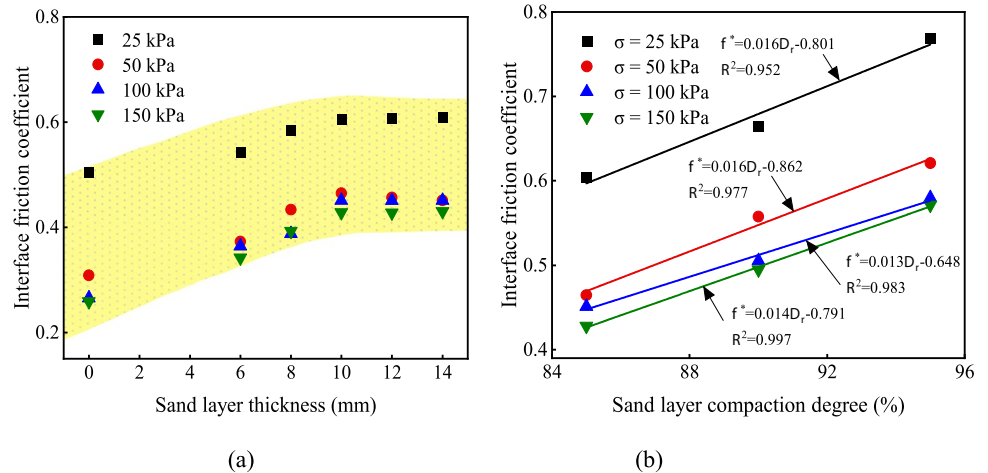 0.8
0.6
0.4
0.2
Interface friction coefficient
25 kPa
50 kPa
100 kPa
150 kPa
0
2
4
6
8
10
12
14
Sand layer thickness (mm)
(a)
0.8
0.7
0.6
0.5
0.4
Interface friction coefficient
σ = 25 kPa
σ = 50 kPa
σ = 100 kPa
σ = 150 kPa
f*=0.016Dr-0.801
R²=0.952
f*=0.016Dr-0.862
R²=0.977
f*=0.013Dr-0.648
R²=0.983
f*=0.014Dr-0.791
R²=0.997
84
88
92
96
Sand layer compaction degree (%)
(b)